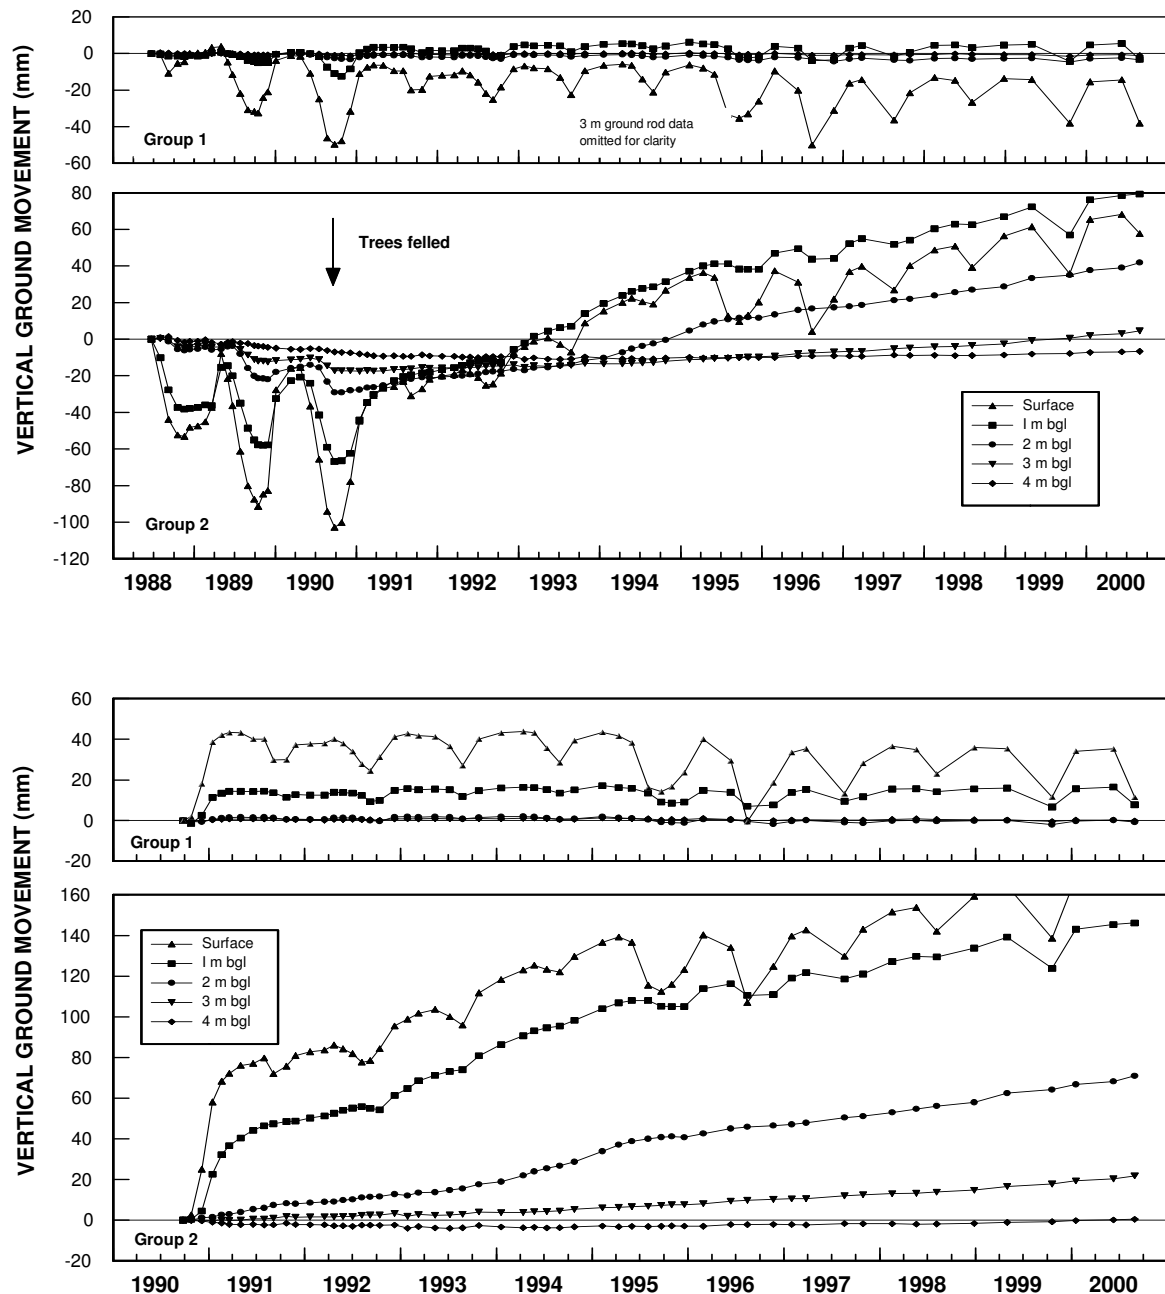 VERTICAL GROUND MOVEMENT (mm)
20
0
-20
-40
-60
Group 1
3 m ground rod data
omitted for clarity
80
60
40
20
0
-20
-40
-60
-80
-100
-120
Trees felled
Surface
I m bgl
2 m bgl
3 m bgl
4 m bgl
Group 2
1988 1989 1990 1991 1992 1993 1994 1995 1996 1997 1998 1999 2000
VERTICAL GROUND MOVEMENT (mm)
60
40
20
0
-20
Group 1
160
140
120
100
80
60
40
20
0
-20
Surface
I m bgl
2 m bgl
3 m bgl
4 m bgl
Group 2
1990 1991 1992 1993 1994 1995 1996 1997 1998 1999 2000